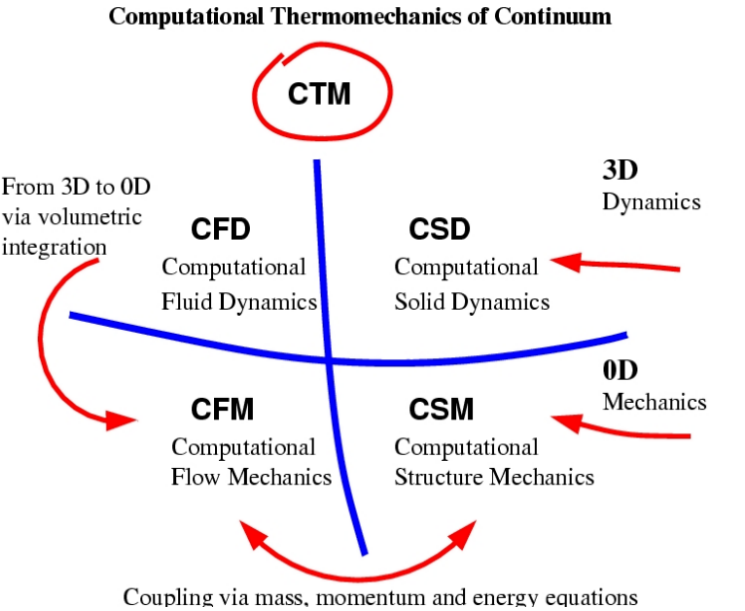 Computational Thermomechanics of Continuum
CTM
From 3D to 0D
via volumetric
integration
CFD
Computational
Fluid Dynamics
CSD
Computational
Solid Dynamics
3D
Dynamics
CFM
Computational
Flow Mechanics
CSM
Computational
Structure Mechanics
0D
Mechanics
Coupling via mass, momentum and energy equations